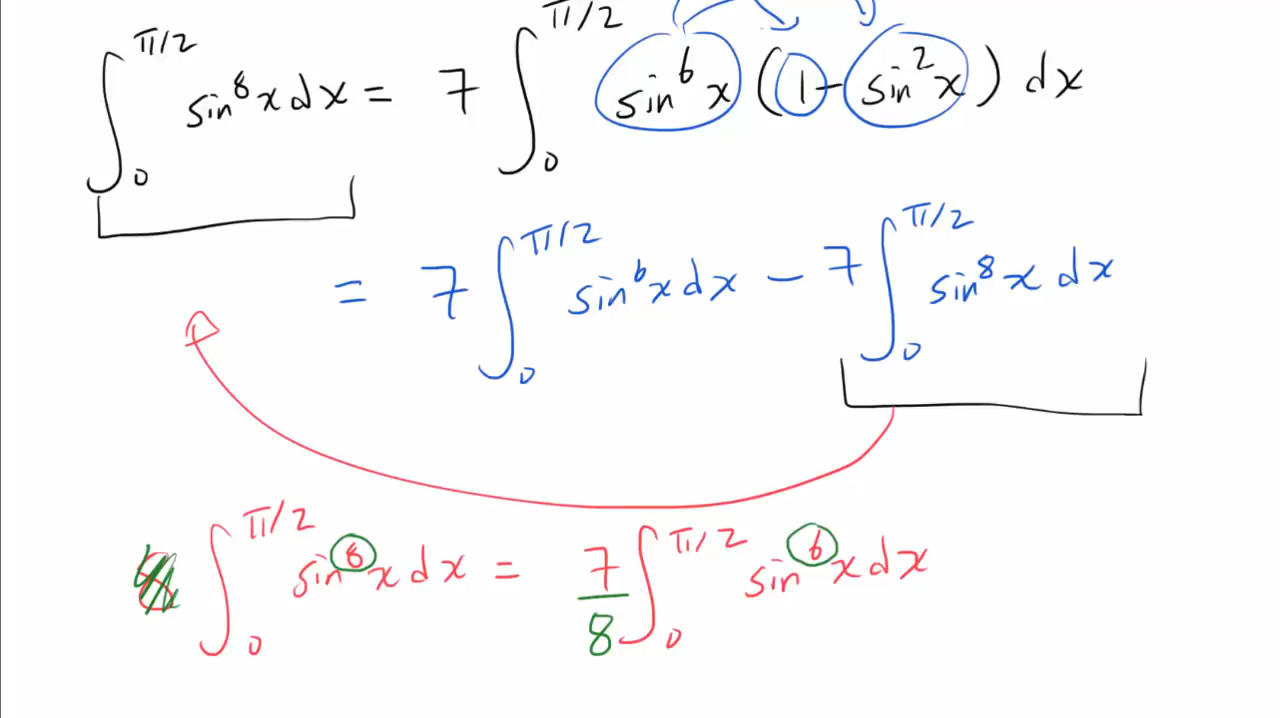 ∫₀^π/2 sin⁸x dx = 7 ∫₀^π/2 sin⁶x (1 - sin²x) dx
= 7 ∫₀^π/2 sin⁶x dx - 7 ∫₀^π/2 sin⁸x dx
∫₀^π/2 sin⁸x dx = 7/8 ∫₀^π/2 sin⁶x dx